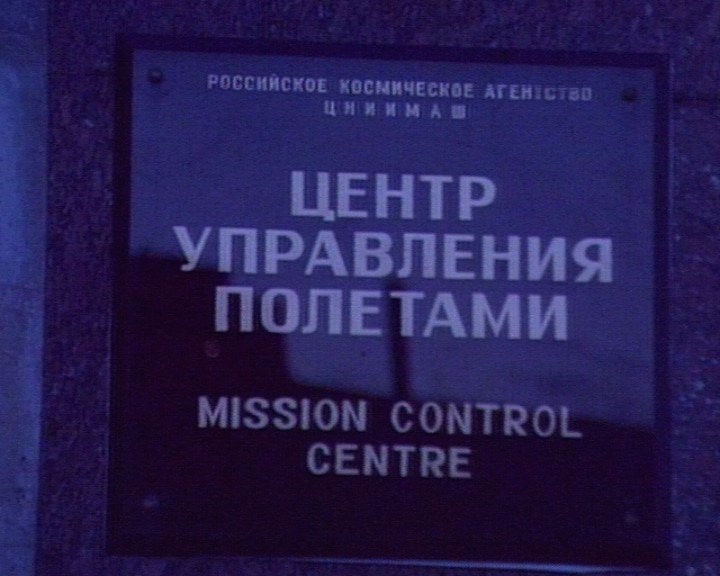 РОССИЙСКОЕ КОСМИЧЕСКОЕ АГЕНТСТВО
ЦНИИМАШ
ЦЕНТР
УПРАВЛЕНИЯ
ПОЛЕТАМИ
MISSION CONTROL
CENTRE